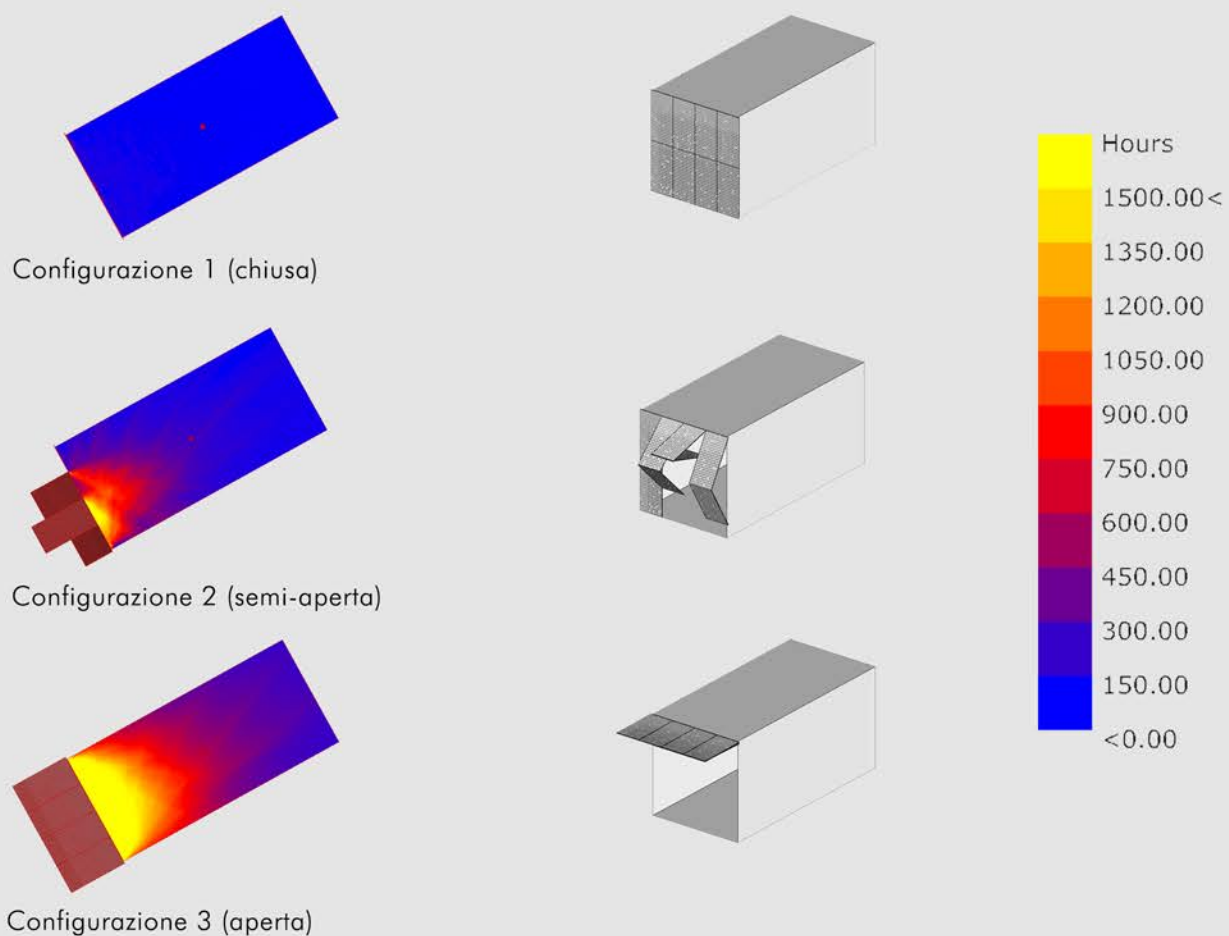 Configurazione 1 (chiusa)
Configurazione 2 (semi-aperta)
Configurazione 3 (aperta)
Hours
1500.00<
1350.00
1200.00
1050.00
900.00
750.00
600.00
450.00
300.00
150.00
<0.00